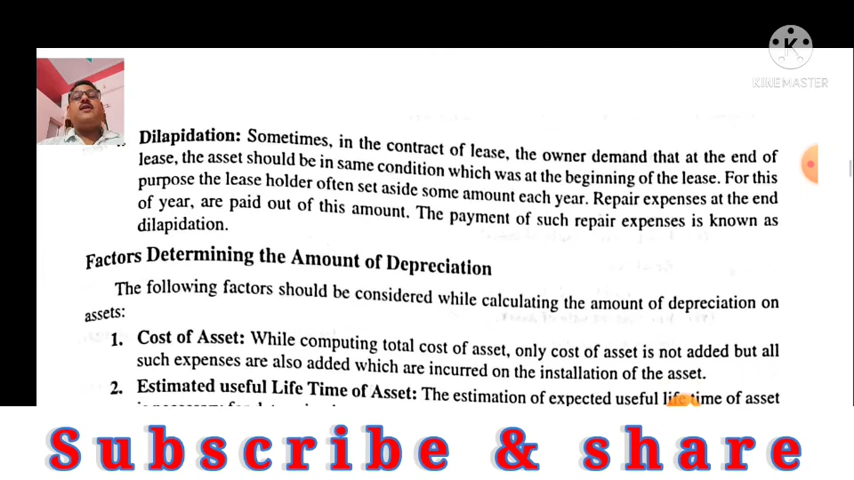 KINEMASTER
Dilapidation: Sometimes, in the contract of lease, the owner demand that at the end of
lease, the asset should be in same condition which was at the beginning of the lease. For this
purpose the lease holder often set aside some amount each year. Repair expenses at the end
of year, are paid out of this amount. The payment of such repair expenses is known as
dilapidation.
Factors Determining the Amount of Depreciation
The following factors should be considered while calculating the amount of depreciation on
assets:
1. Cost of Asset: While computing total cost of asset, only cost of asset is not added but all
such expenses are also added which are incurred on the installation of the asset.
2. Estimated useful Life Time of Asset: The estimation of expected useful life time of asset
Subscribe & share